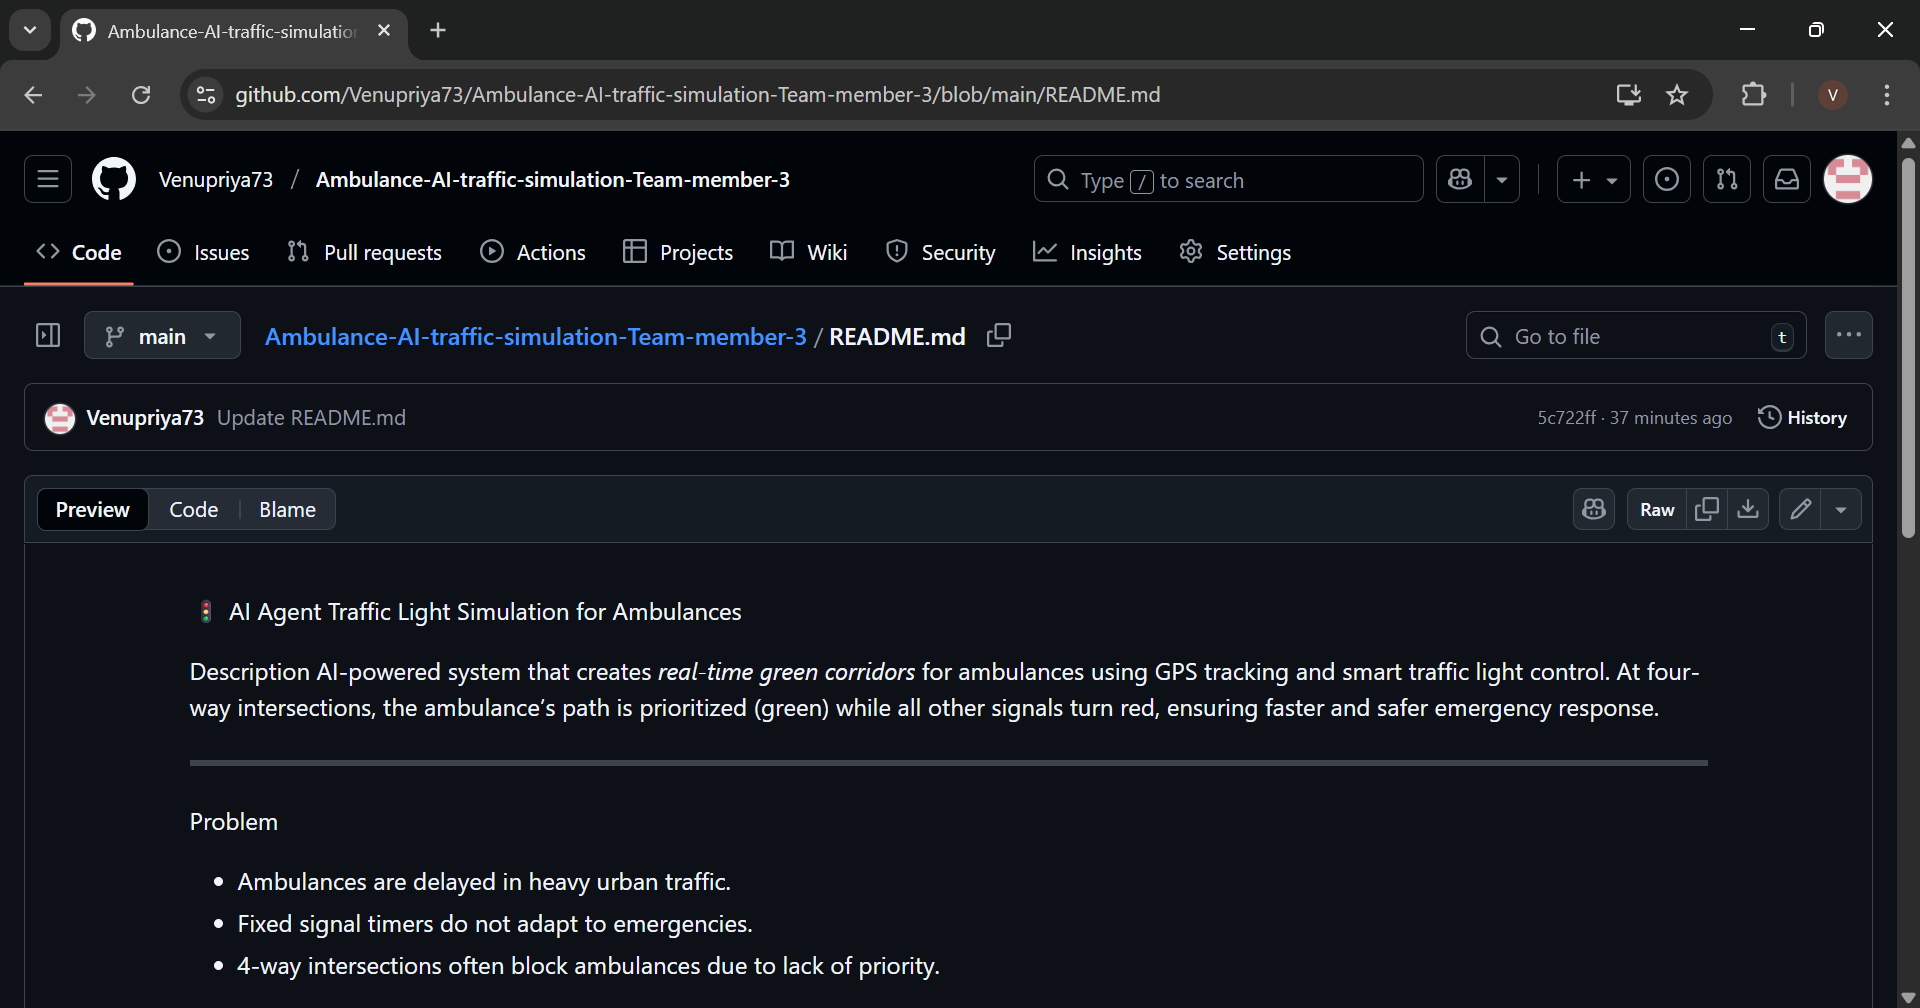 Ambulance-AI-traffic-simulation
github.com/Venupriya73/Ambulance-AI-traffic-simulation-Team-member-3/blob/main/README.md
V
Venupriya73 / Ambulance-AI-traffic-simulation-Team-member-3
Type / to search
Code Issues Pull requests Actions Projects Wiki Security Insights Settings
main
Ambulance-AI-traffic-simulation-Team-member-3 / README.md
Go to file
t
Venupriya73 Update README.md
5c722ff · 37 minutes ago
History
Preview Code Blame
Raw
🚦 AI Agent Traffic Light Simulation for Ambulances
Description AI-powered system that creates real-time green corridors for ambulances using GPS tracking and smart traffic light control. At four-
way intersections, the ambulance’s path is prioritized (green) while all other signals turn red, ensuring faster and safer emergency response.
Problem
• Ambulances are delayed in heavy urban traffic.
• Fixed signal timers do not adapt to emergencies.
• 4-way intersections often block ambulances due to lack of priority.